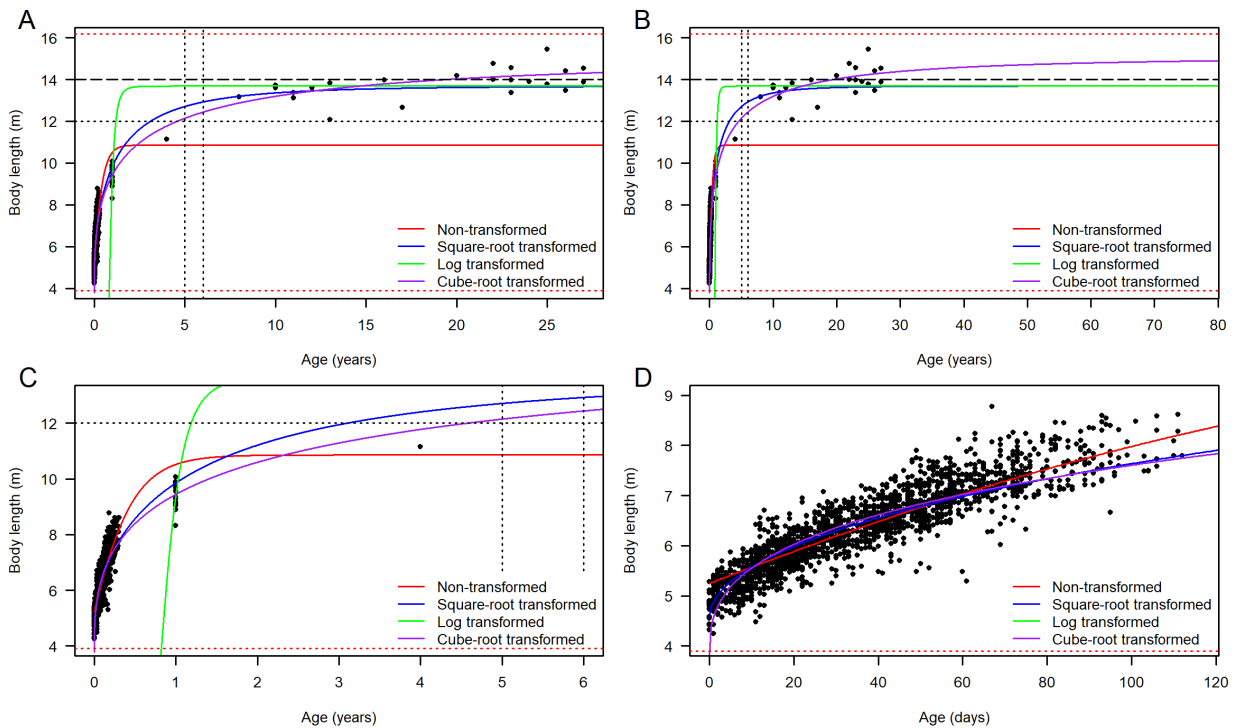 A
16
14
12
10
8
6
4
Body length (m)
Non-transformed
Square-root transformed
Log transformed
Cube-root transformed
0 5 10 15 20 25
Age (years)
B
16
14
12
10
8
6
4
Body length (m)
Non-transformed
Square-root transformed
Log transformed
Cube-root transformed
0 10 20 30 40 50 60 70 80
Age (years)
C
12
10
8
6
4
Body length (m)
Non-transformed
Square-root transformed
Log transformed
Cube-root transformed
0 1 2 3 4 5 6
Age (years)
D
9
8
7
6
5
4
Body length (m)
Non-transformed
Square-root transformed
Log transformed
Cube-root transformed
0 20 40 60 80 100 120
Age (days)